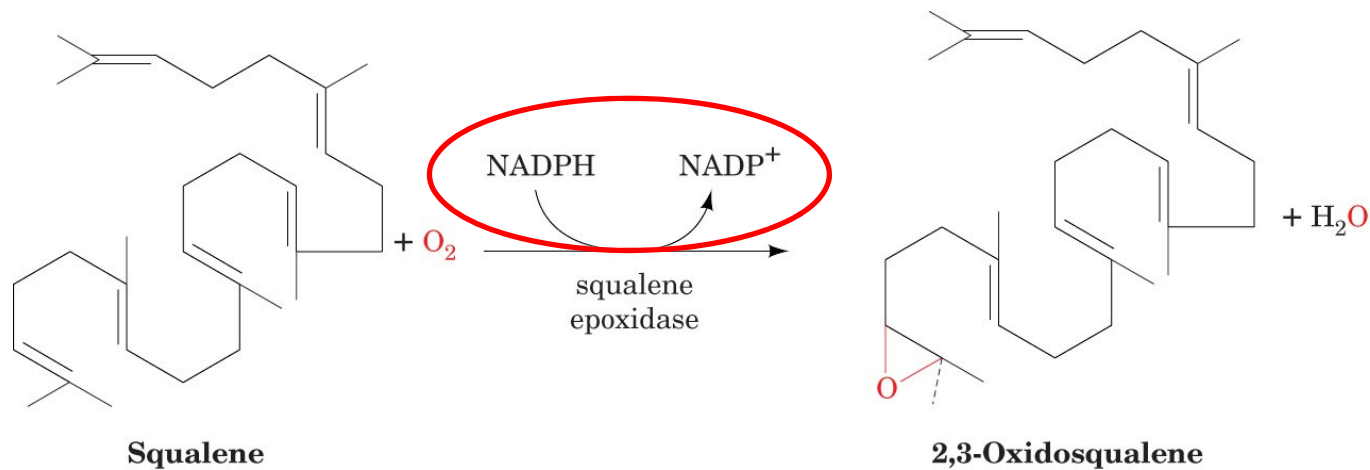 NADPH NADP⁺
+ O₂
+ H₂O
squalene
epoxidase
O
Squalene
2,3-Oxidosqualene